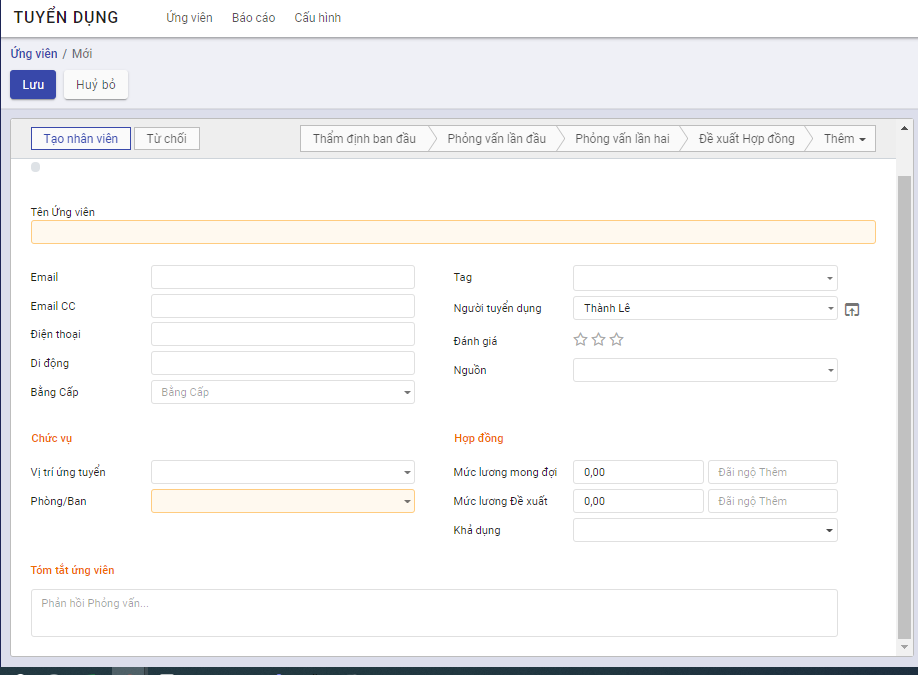 TUYỂN DỤNG Ứng viên Báo cáo Cấu hình
Ứng viên / Mới
Lưu Huỷ bỏ
Tạo nhân viên Từ chối Thẩm định ban đầu Phỏng vấn lần đầu Phỏng vấn lần hai Đề xuất Hợp đồng Thêm
Tên Ứng viên
Email
Email CC
Điện thoại
Di động
Bằng Cấp Bằng Cấp
Tag
Người tuyển dụng Thành Lê
Đánh giá
Nguồn
Chức vụ
Vị trí ứng tuyển
Phòng/Ban
Hợp đồng
Mức lương mong đợi 0,00 Đãi ngộ Thêm
Mức lương Đề xuất 0,00 Đãi ngộ Thêm
Khả dụng
Tóm tắt ứng viên
Phản hồi Phỏng vấn...